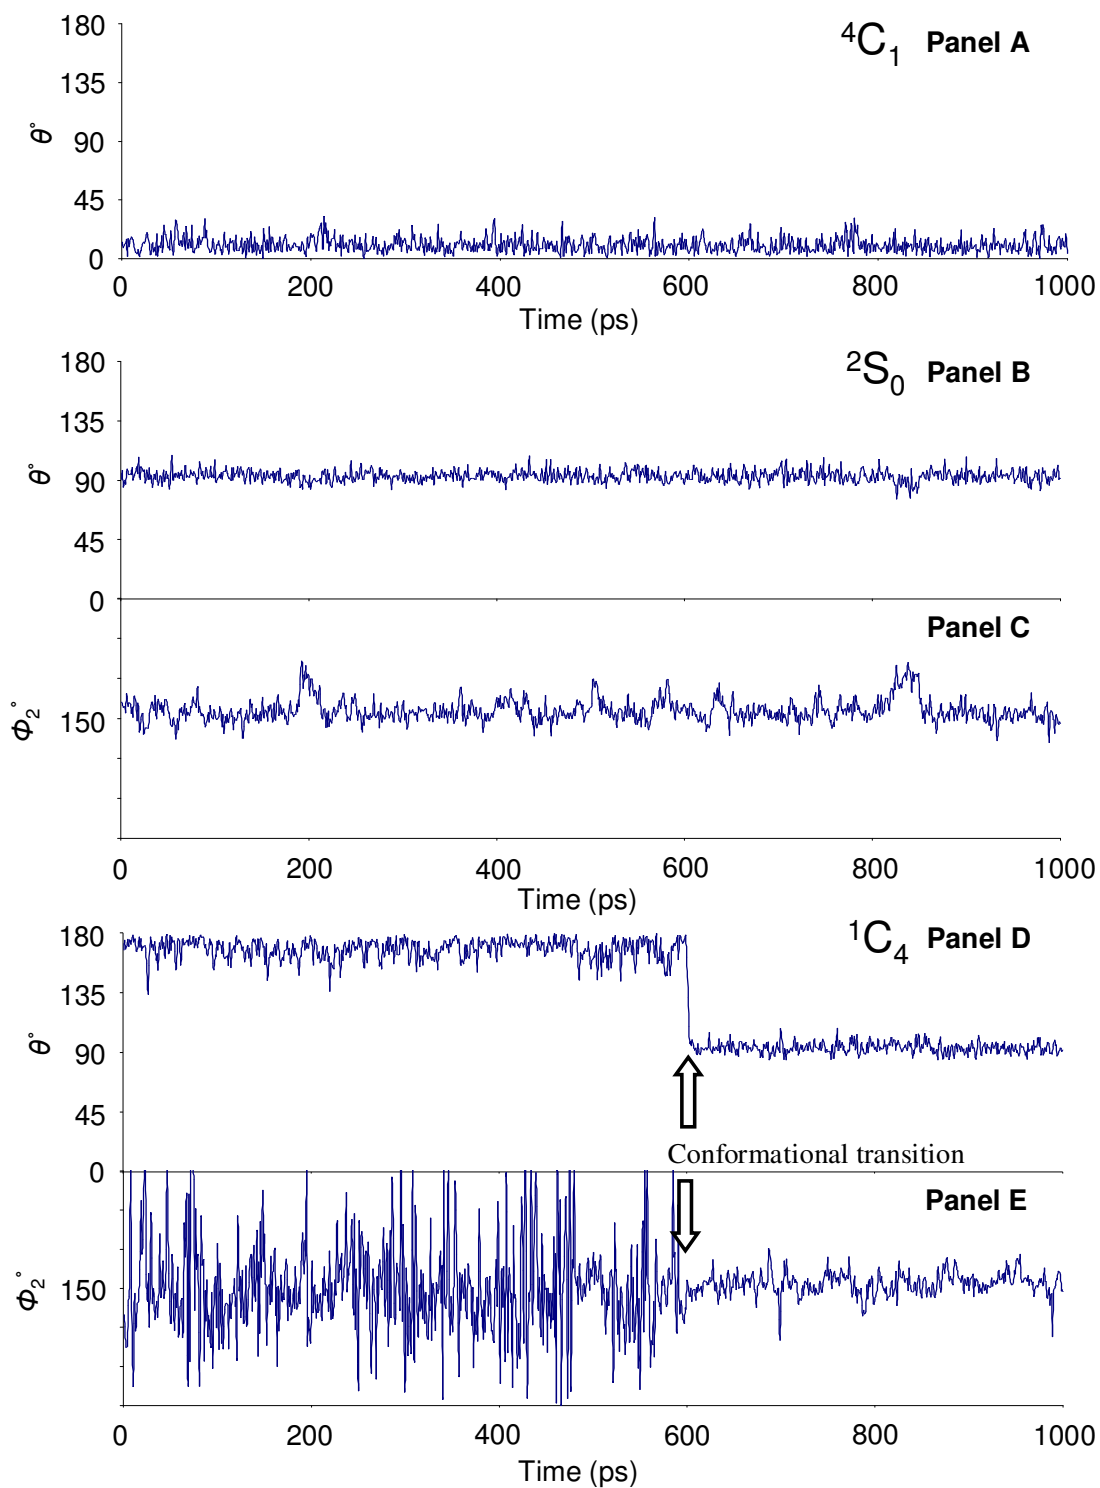 180
⁴C₁ Panel A
135
θ°
90
45
0
0 200 400 600 800 1000
Time (ps)
180
²S₀ Panel B
135
θ°
90
45
0
Panel C
Φ₂°
150
0 200 400 600 800 1000
Time (ps)
180
¹C₄ Panel D
135
θ°
90
45
Conformational transition
0
Panel E
Φ₂°
150
0 200 400 600 800 1000
Time (ps)